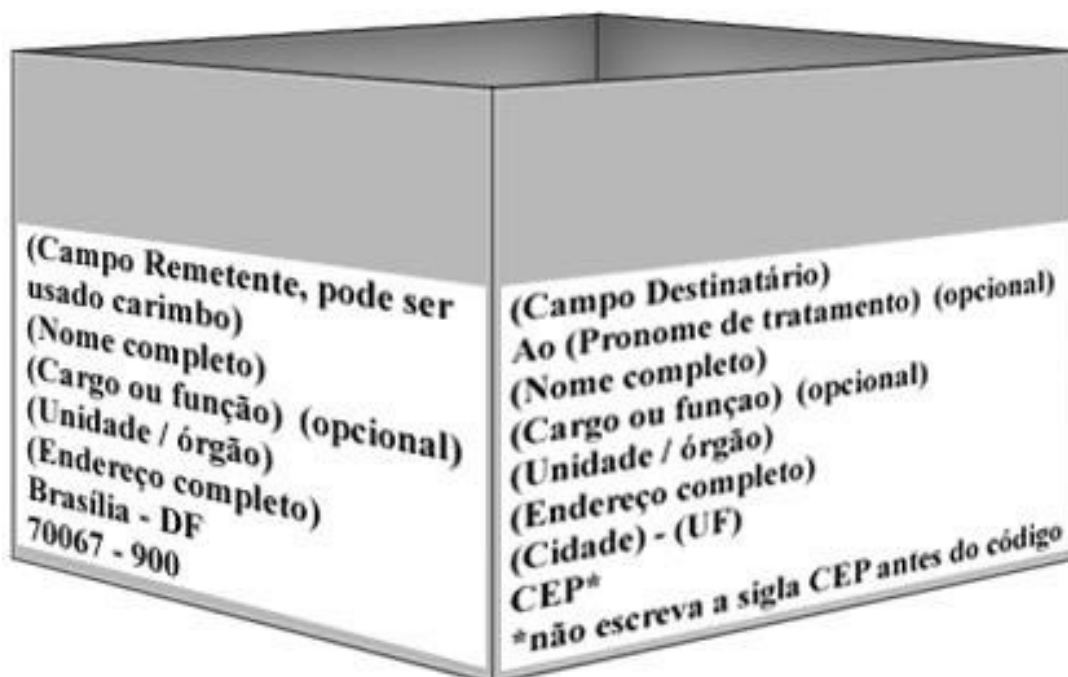 (Campo Remetente, pode ser
usado carimbo)
(Nome completo)
(Cargo ou função) (opcional)
(Unidade / órgão)
(Endereço completo)
Brasília - DF
70067 - 900
(Campo Destinatário)
Ao (Pronome de tratamento) (opcional)
(Nome completo)
(Cargo ou funçao) (opcional)
(Unidade / órgão)
(Endereço completo)
(Cidade) - (UF)
CEP*
*não escreva a sigla CEP antes do código